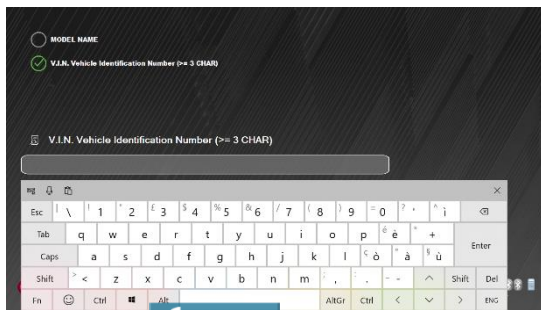 MODEL NAME
V.I.N. Vehicle Identification Number (>= 3 CHAR)
V.I.N. Vehicle Identification Number (>= 3 CHAR)
Esc | \ ! 1 " 2 £ 3 $ 4 % 5 & 6 / 7 ( 8 ) 9 = 0 ? ' ^ ì
Tab q w e r t y u i o p é è * + Enter
Caps a s d f g h j k l ç ò ° à § ù
Shift > < z x c v b n m ; , : . _ - Shift Del
Fn Ctrl Alt AltGr Ctrl < > ENG